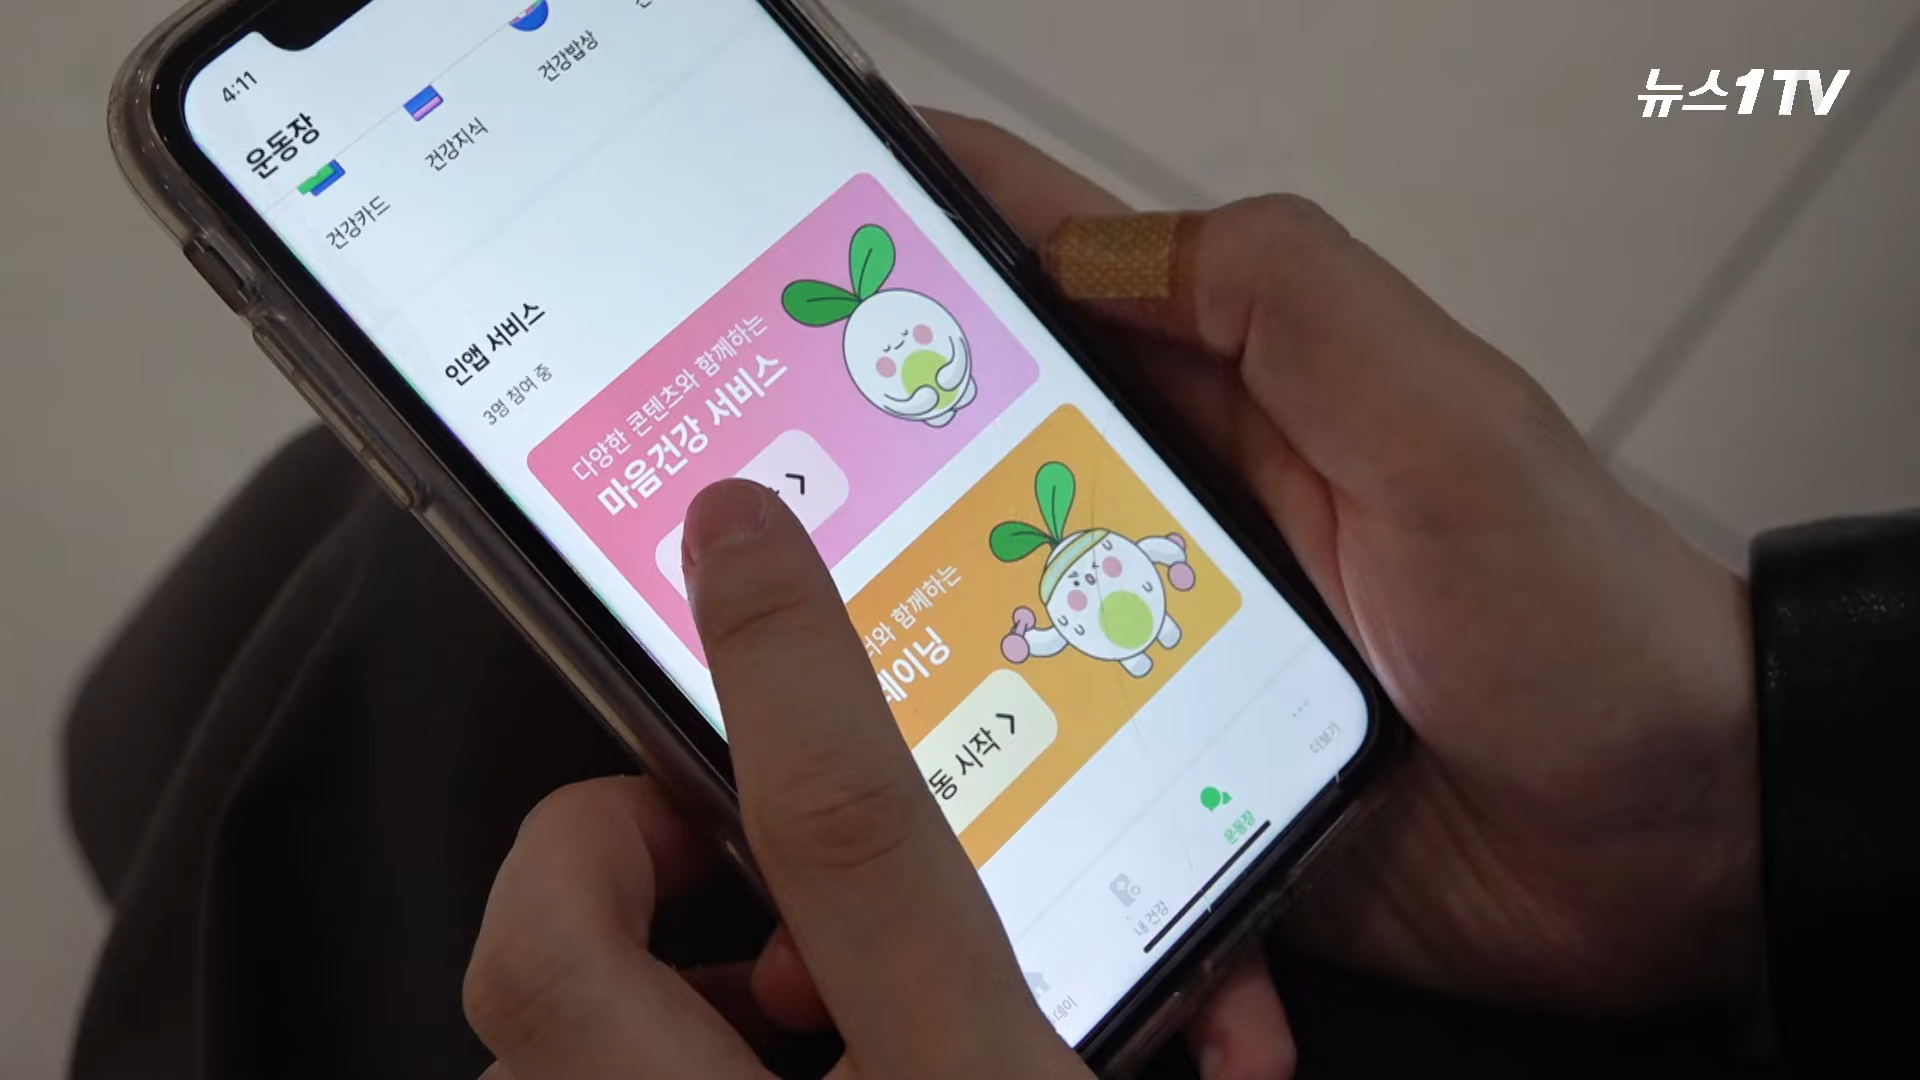 뉴스1TV
4:11
운동장
건강카드
건강지식
건강밥상
인앱 서비스
3명 참여 중
다양한 콘텐츠와 함께하는
마음건강 서비스
와 함께하는
동 시작
내 건강
운동장
더보기